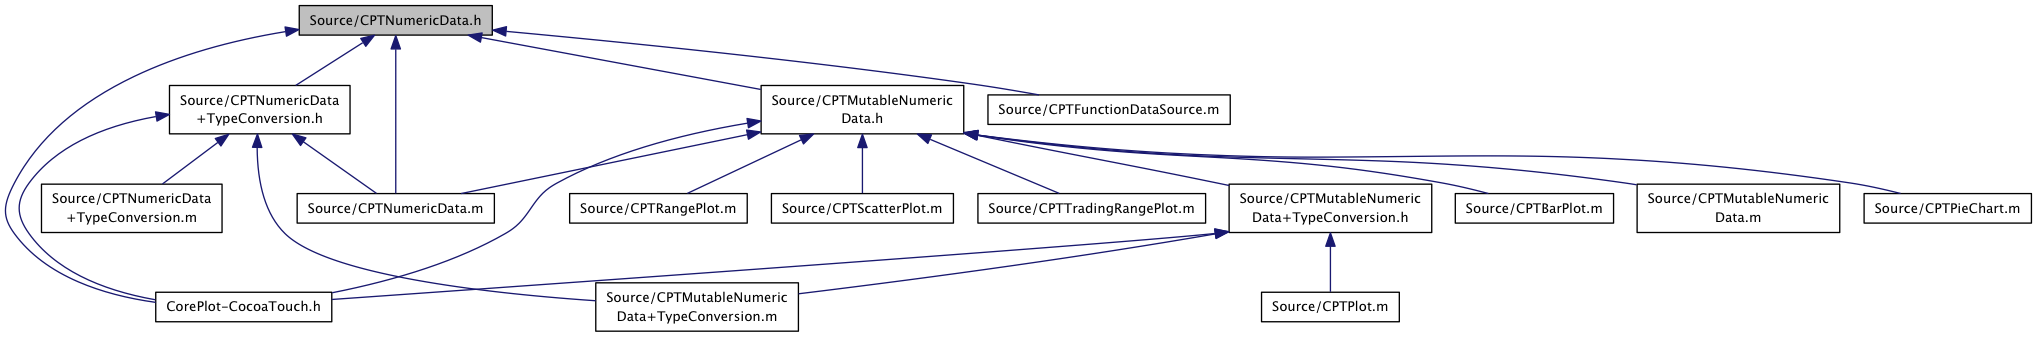 Source/CPTNumericData.h
Source/CPTNumericData
+TypeConversion.h
Source/CPTMutableNumeric
Data.h
Source/CPTFunctionDataSource.m
Source/CPTNumericData
+TypeConversion.m
Source/CPTNumericData.m
Source/CPTRangePlot.m
Source/CPTScatterPlot.m
Source/CPTTradingRangePlot.m
Source/CPTMutableNumeric
Data+TypeConversion.h
Source/CPTBarPlot.m
Source/CPTMutableNumeric
Data.m
Source/CPTPieChart.m
CorePlot-CocoaTouch.h
Source/CPTMutableNumeric
Data+TypeConversion.m
Source/CPTPlot.m